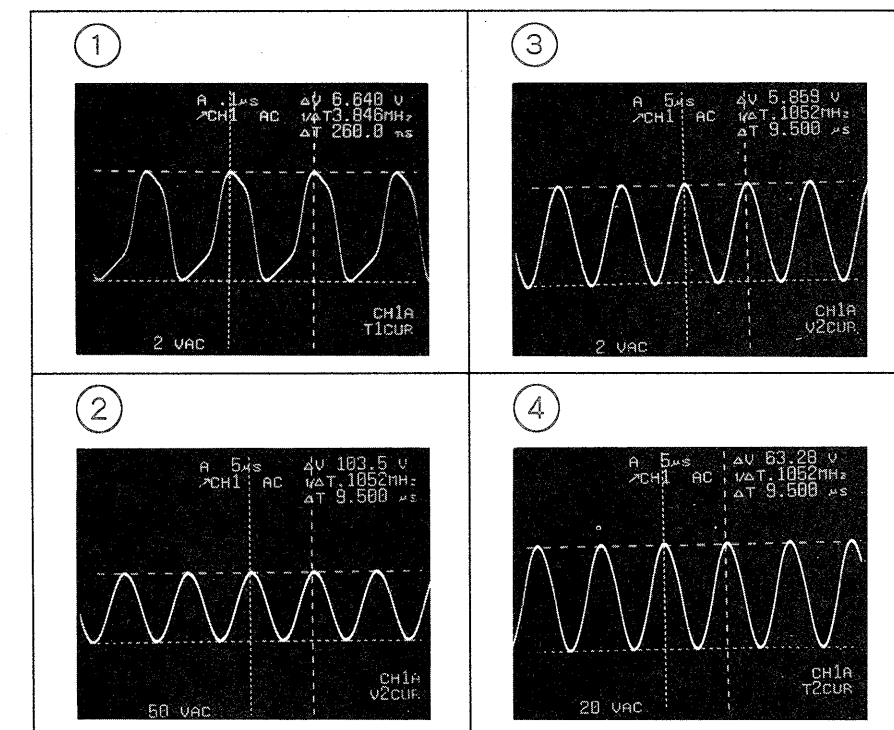 ①
A .1µs ΔV 6.640 V
↗CH1 AC 1/ΔT3.846MHz
ΔT 260.0 ns
CH1A
T1CUR
2 VAC
③
A 5µs ΔV 5.859 V
↗CH1 AC 1/ΔT.1052MHz
ΔT 9.500 µs
CH1A
V2CUR
2 VAC
②
A 5µs ΔV 103.5 V
↗CH1 AC 1/ΔT.1052MHz
ΔT 9.500 µs
CH1A
V2CUR
50 VAC
④
A 5µs ΔV 63.28 V
↗CH1 AC 1/ΔT.1052MHz
ΔT 9.500 µs
CH1A
T2CUR
20 VAC